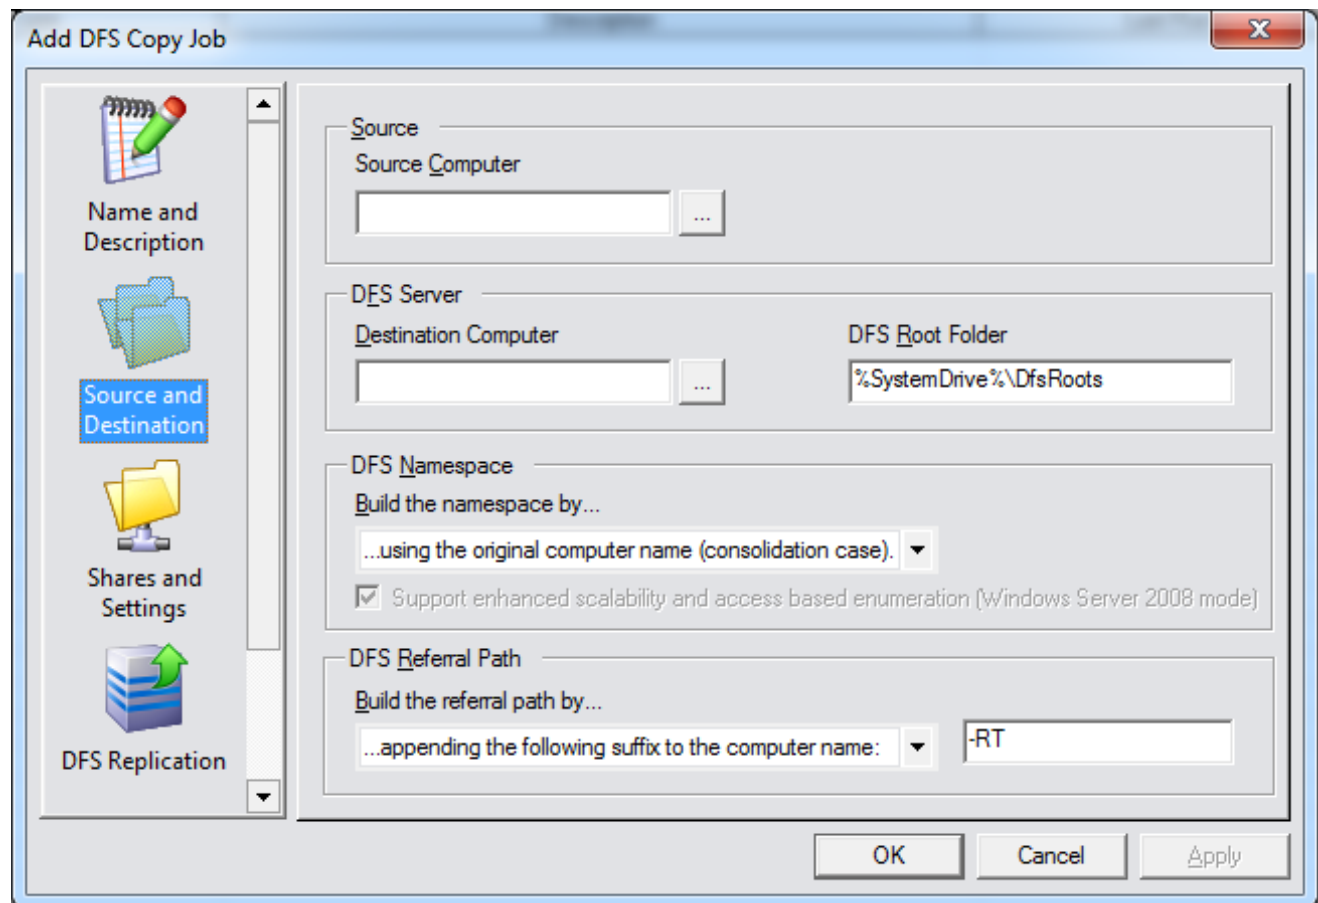 Add DFS Copy Job
Name and
Description
Source and
Destination
Shares and
Settings
DFS Replication
Source
Source Computer
...
DFS Server
Destination Computer
DFS Root Folder
...
%SystemDrive%\DfsRoots
DFS Namespace
Build the namespace by...
...using the original computer name (consolidation case).
Support enhanced scalability and access based enumeration (Windows Server 2008 mode)
DFS Referral Path
Build the referral path by...
...appending the following suffix to the computer name:
-RT
OK
Cancel
Apply